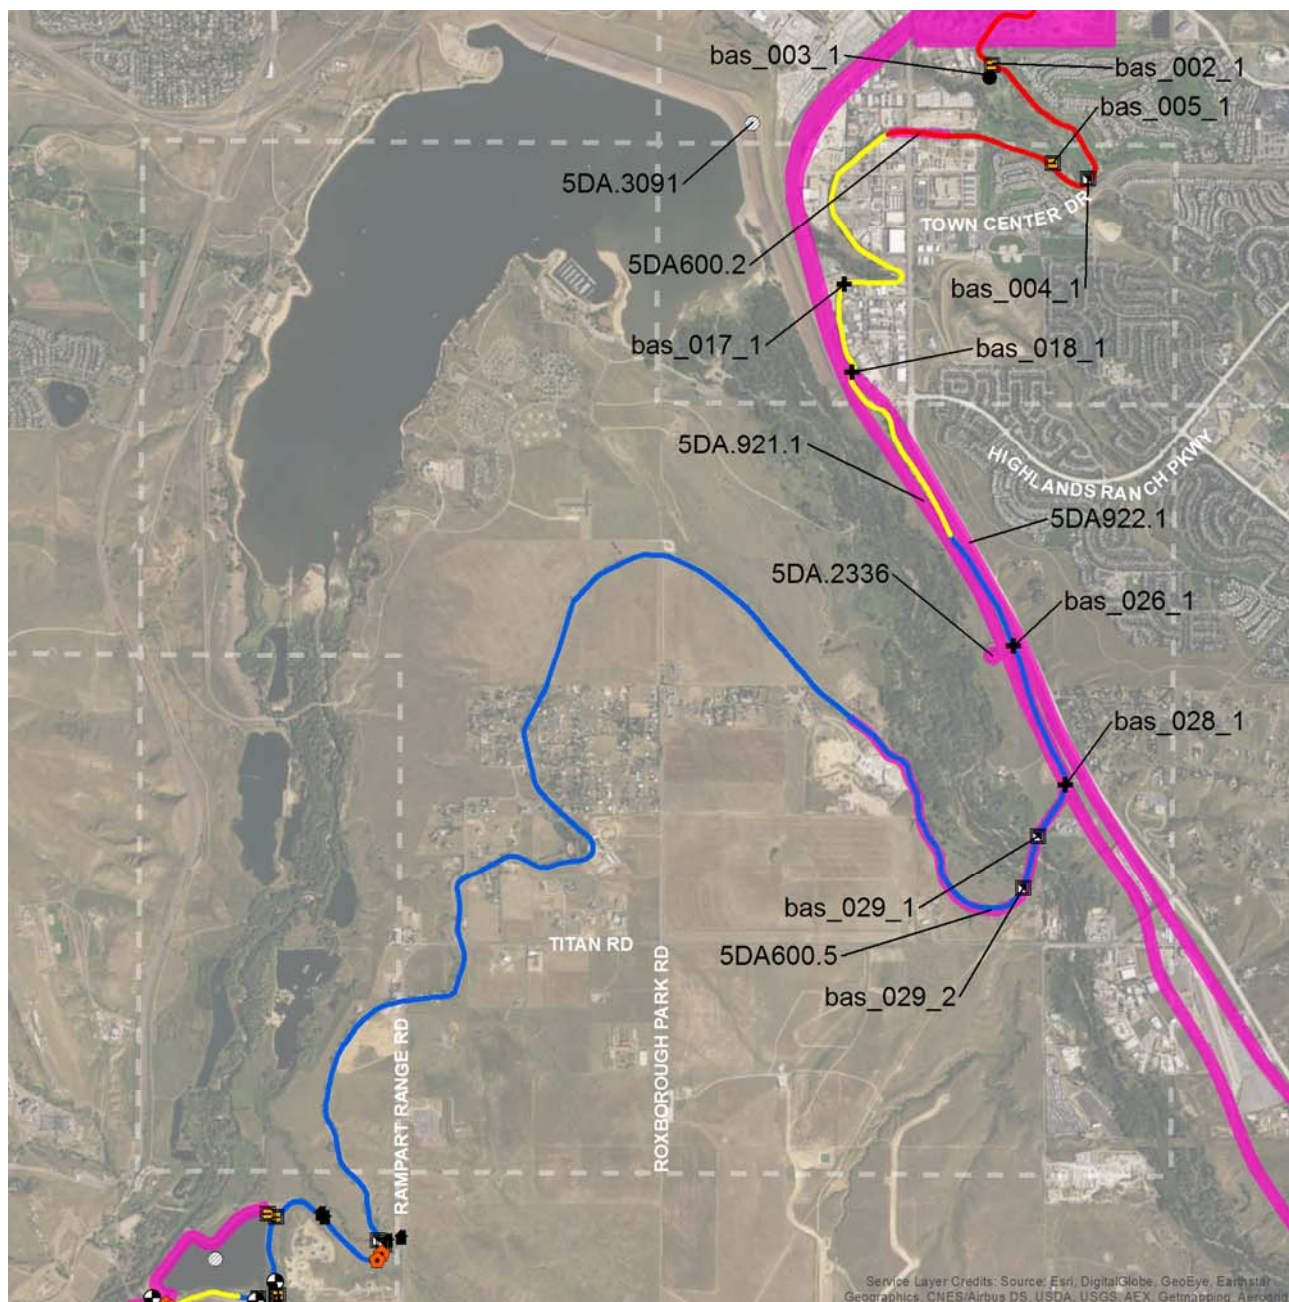 bas_003_1
bas_002_1
bas_005_1
5DA.3091
TOWN CENTER DR
5DA600.2
bas_004_1
bas_017_1
bas_018_1
5DA.921.1
HIGHLANDS RANCH PKWY
5DA922.1
5DA.2336
bas_026_1
bas_028_1
bas_029_1
TITAN RD
5DA600.5
bas_029_2
ROXBOROUGH PARK RD
RAMPART RANGE RD
Service Layer Credits: Source: Esri, DigitalGlobe, GeoEye, Earthstar
Geographics, CNES/Airbus DS, USDA, USGS, AEX, Getmapping, Aerogrid